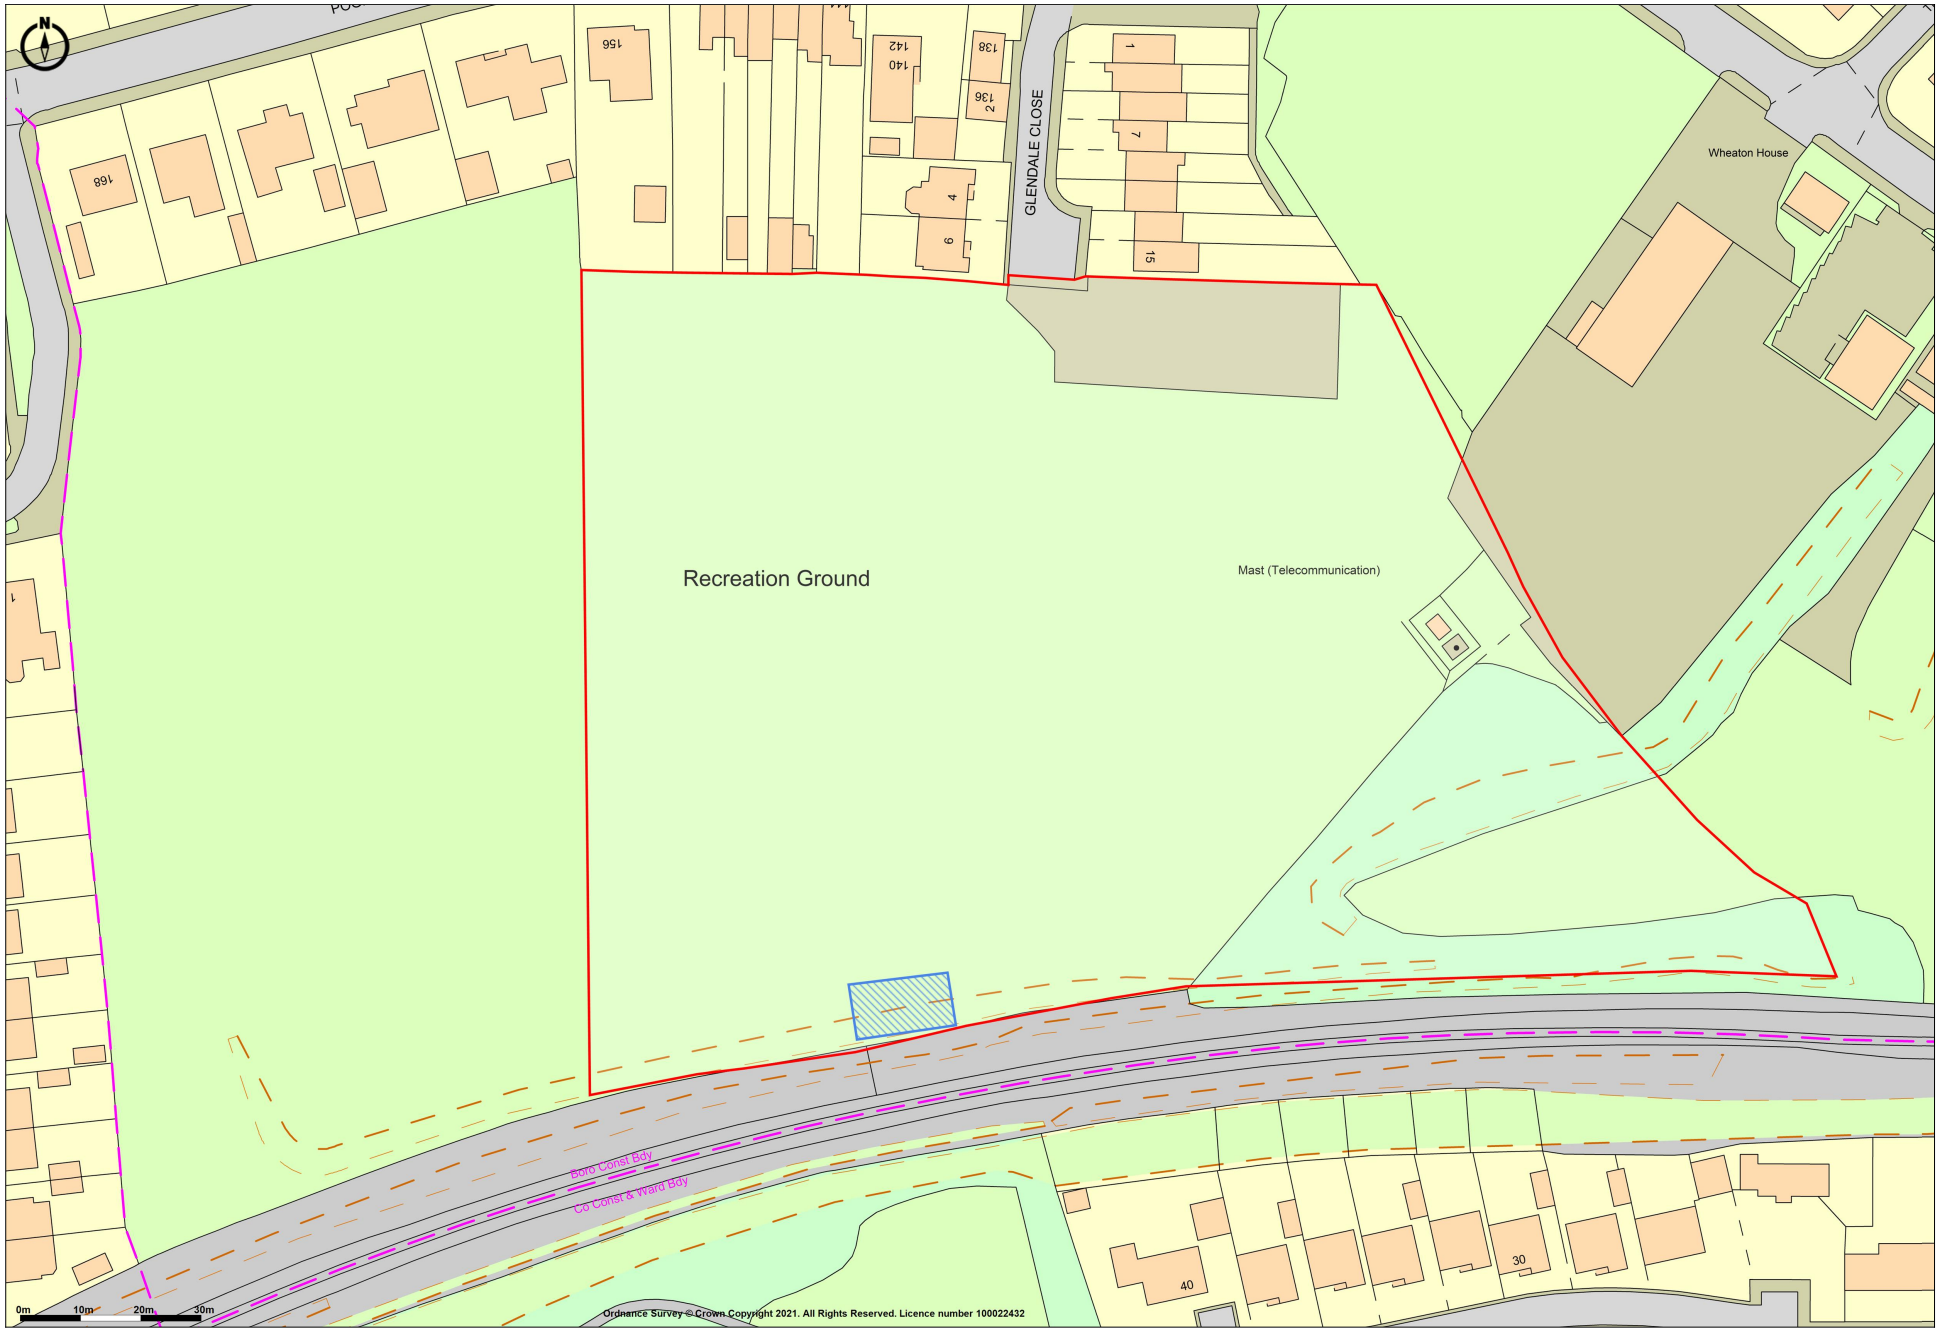 N
156
142
140
138
136
2
1
7
GLENDALE CLOSE
168
4
6
15
Wheaton House
Recreation Ground
Mast (Telecommunication)
1
Boro Const Bdy
Co Const & Ward Bdy
30
40
0m 10m 20m 30m
Ordnance Survey © Crown Copyright 2021. All Rights Reserved. Licence number 100022432